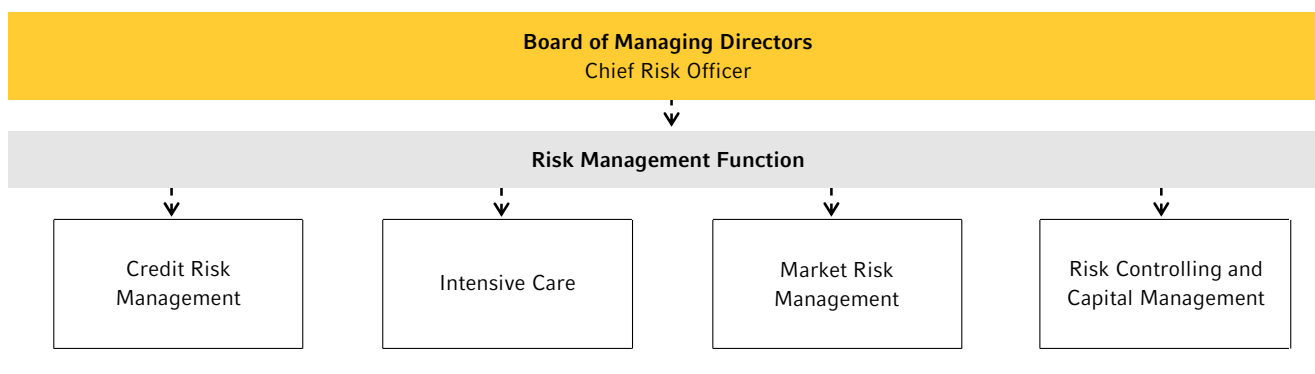 Board of Managing Directors
Chief Risk Officer
Risk Management Function
Credit Risk
Management
Intensive Care
Market Risk
Management
Risk Controlling and
Capital Management